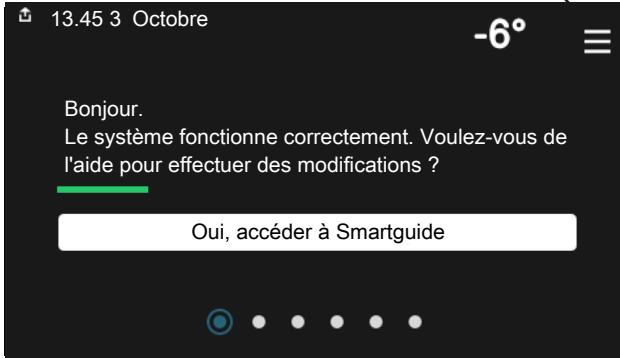 13.45 3 Octobre
-6°
Bonjour.
Le système fonctionne correctement. Voulez-vous de
l'aide pour effectuer des modifications ?
Oui, accéder à Smartguide